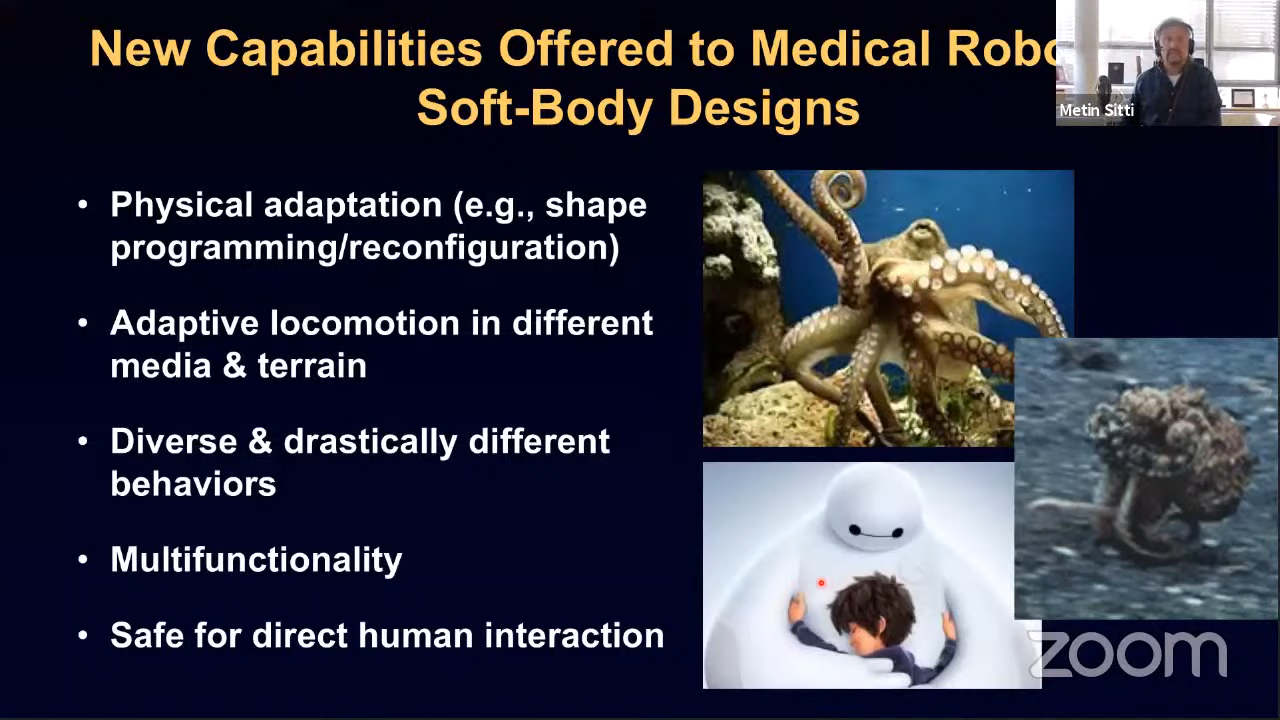 New Capabilities Offered to Medical
Soft-Body Designs
Metin Sitti
• Physical adaptation (e.g., shape
programming/reconfiguration)
• Adaptive locomotion in different
media & terrain
• Diverse & drastically different
behaviors
• Multifunctionality
• Safe for direct human interaction
zoom